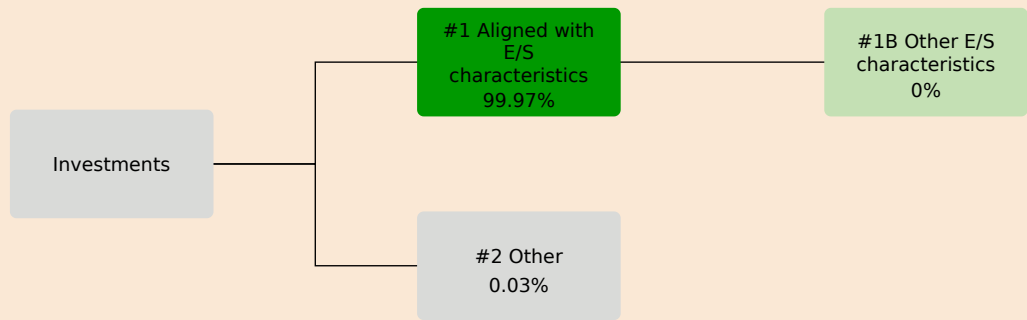 #1 Aligned with
E/S
characteristics
99.97%
#1B Other E/S
characteristics
0%
Investments
#2 Other
0.03%